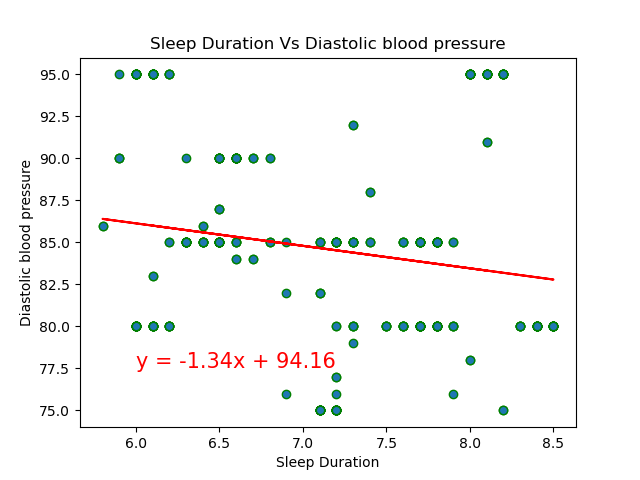 Sleep Duration Vs Diastolic blood pressure
95.0
92.5
90.0
87.5
85.0
82.5
80.0
77.5
75.0
Diastolic blood pressure
y = -1.34x + 94.16
6.0 6.5 7.0 7.5 8.0 8.5
Sleep Duration